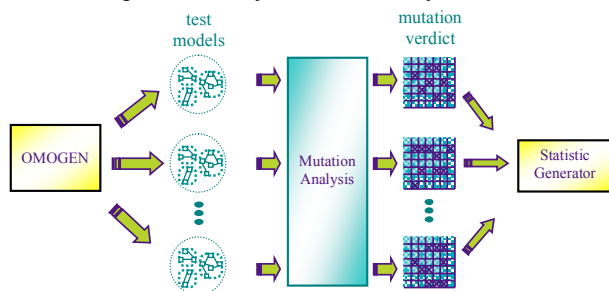 test
models
mutation
verdict
OMOGEN
Mutation
Analysis
Statistic
Generator